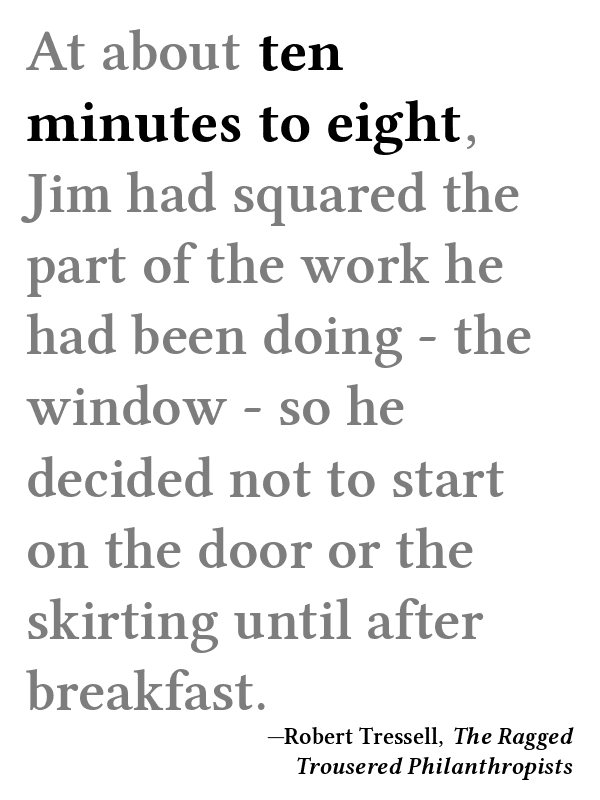 At about ten
minutes to eight,
Jim had squared the
part of the work he
had been doing - the
window - so he
decided not to start
on the door or the
skirting until after
breakfast.
—Robert Tressell, The Ragged
Trousered Philanthropists